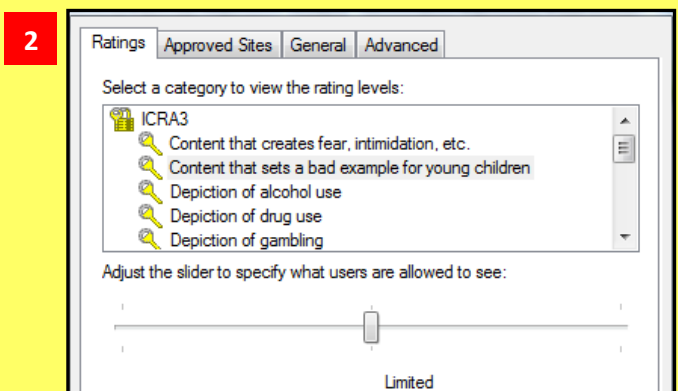 2
Ratings Approved Sites General Advanced
Select a category to view the rating levels:
ICRA3
Content that creates fear, intimidation, etc.
Content that sets a bad example for young children
Depiction of alcohol use
Depiction of drug use
Depiction of gambling
Adjust the slider to specify what users are allowed to see:
Limited